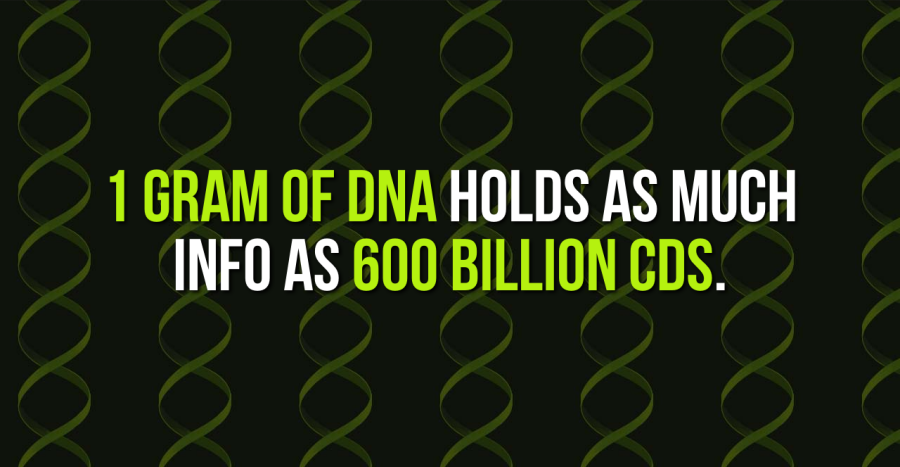 1 GRAM OF DNA HOLDS AS MUCH
INFO AS 600 BILLION CDS.